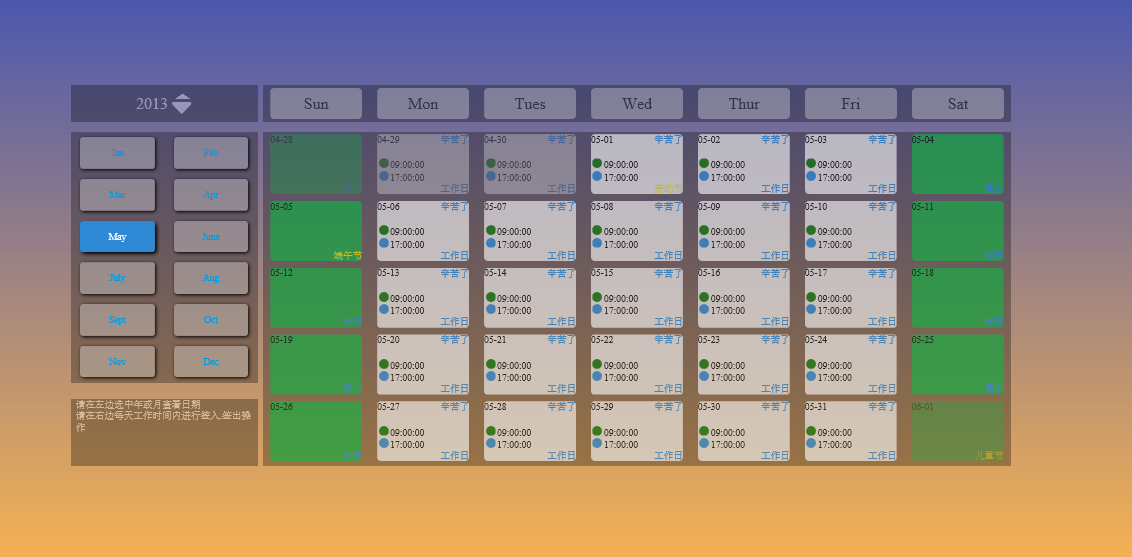 2013
Sun Mon Tues Wed Thur Fri Sat
Jan Feb
Mar Apr
May June
July Aug
Sept Oct
Nov Dec
请在左边选中年或月查看日期
请在右边每天工作时间内进行签入,签出操
作
04-28
04-29 辛苦了
09:00:00
17:00:00
工作日
04-30 辛苦了
09:00:00
17:00:00
工作日
05-01 辛苦了
09:00:00
17:00:00
劳动节
05-02 辛苦了
09:00:00
17:00:00
工作日
05-03 辛苦了
09:00:00
17:00:00
工作日
05-04
05-05
端午节
05-06 辛苦了
09:00:00
17:00:00
工作日
05-07 辛苦了
09:00:00
17:00:00
工作日
05-08 辛苦了
09:00:00
17:00:00
工作日
05-09 辛苦了
09:00:00
17:00:00
工作日
05-10 辛苦了
09:00:00
17:00:00
工作日
05-11
05-12
05-13 辛苦了
09:00:00
17:00:00
工作日
05-14 辛苦了
09:00:00
17:00:00
工作日
05-15 辛苦了
09:00:00
17:00:00
工作日
05-16 辛苦了
09:00:00
17:00:00
工作日
05-17 辛苦了
09:00:00
17:00:00
工作日
05-18
05-19
05-20 辛苦了
09:00:00
17:00:00
工作日
05-21 辛苦了
09:00:00
17:00:00
工作日
05-22 辛苦了
09:00:00
17:00:00
工作日
05-23 辛苦了
09:00:00
17:00:00
工作日
05-24 辛苦了
09:00:00
17:00:00
工作日
05-25
05-26
05-27 辛苦了
09:00:00
17:00:00
工作日
05-28 辛苦了
09:00:00
17:00:00
工作日
05-29 辛苦了
09:00:00
17:00:00
工作日
05-30 辛苦了
09:00:00
17:00:00
工作日
05-31 辛苦了
09:00:00
17:00:00
工作日
06-01
儿童节